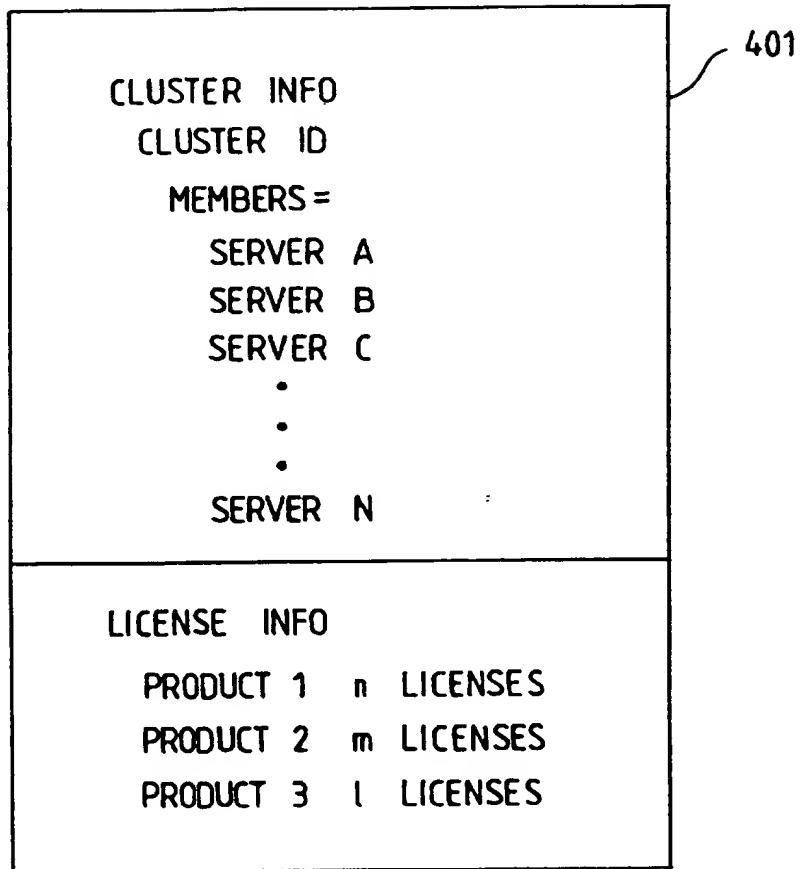 401
CLUSTER INFO
CLUSTER ID
MEMBERS =
SERVER A
SERVER B
SERVER C
SERVER N
LICENSE INFO
PRODUCT 1 n LICENSES
PRODUCT 2 m LICENSES
PRODUCT 3 l LICENSES